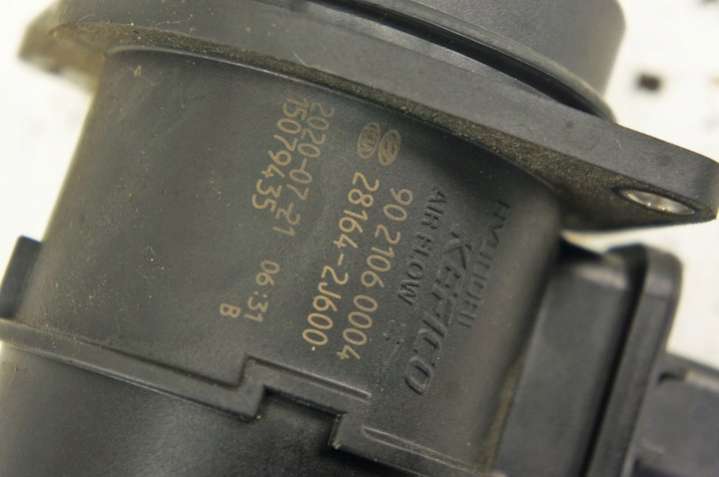 HYUNDAI
KEFICO
AIR FLOW
90 2106 0004
28164-2J600
2020-07-21 06:31
15079435 B